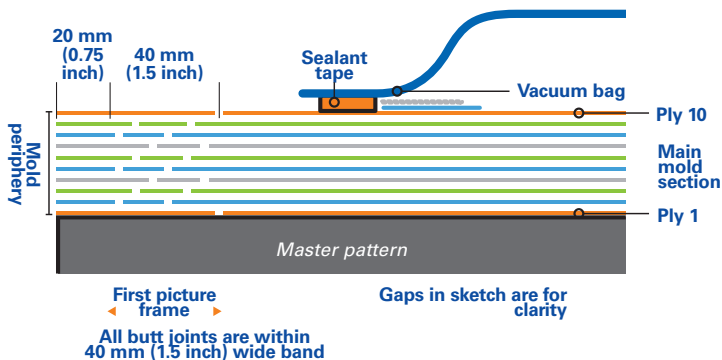 20 mm
(0.75
inch)
40 mm
(1.5 inch)
Sealant
tape
Vacuum bag
Ply 10
Mold
periphery
Main
mold
section
Ply 1
Master pattern
First picture
frame
Gaps in sketch are for
clarity
All butt joints are within
40 mm (1.5 inch) wide band